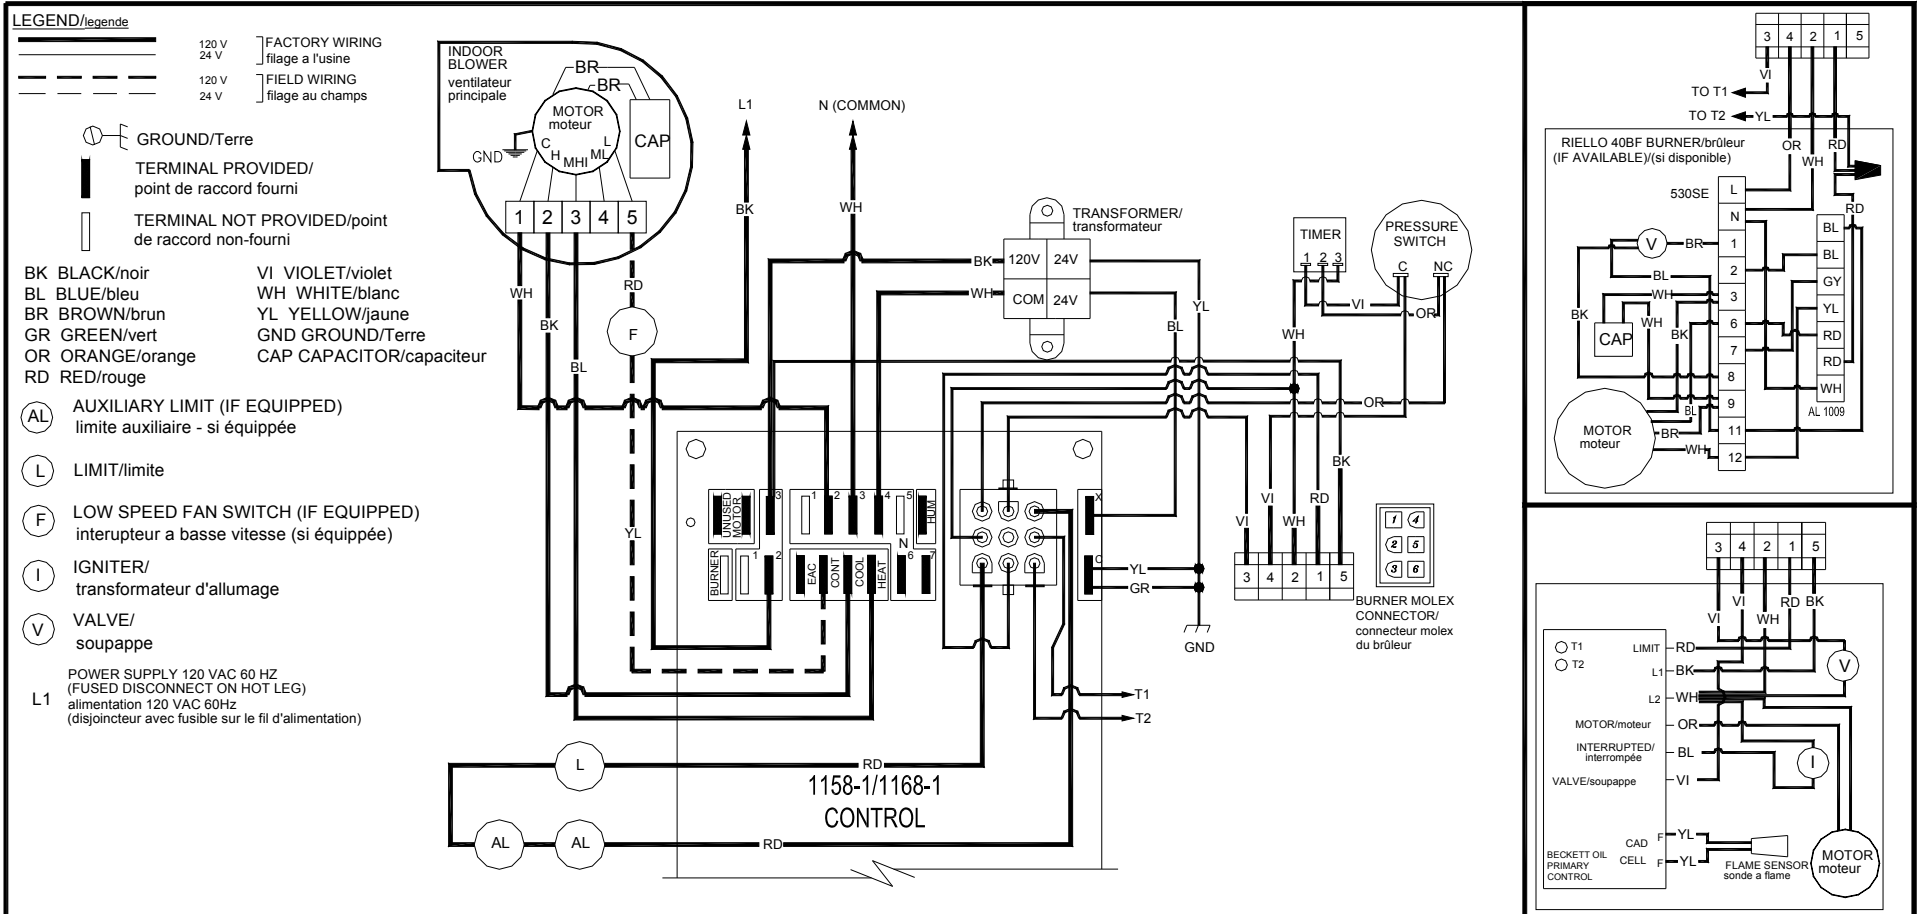 LEGEND/legende
120 V
24 V
FACTORY WIRING
filage a l'usine
120 V
24 V
FIELD WIRING
filage au champs
GROUND/Terre
TERMINAL PROVIDED/
point de raccord fourni
TERMINAL NOT PROVIDED/point
de raccord non-fourni
BK BLACK/noir
BL BLUE/bleu
BR BROWN/brun
GR GREEN/vert
OR ORANGE/orange
RD RED/rouge
VI VIOLET/violet
WH WHITE/blanc
YL YELLOW/jaune
GND GROUND/Terre
CAP CAPACITOR/capaciteur
AL AUXILIARY LIMIT (IF EQUIPPED)
limite auxiliaire - si équippée
L LIMIT/limite
F LOW SPEED FAN SWITCH (IF EQUIPPED)
interupteur a basse vitesse (si équippée)
I IGNITER/
transformateur d'allumage
V VALVE/
soupappe
L1 POWER SUPPLY 120 VAC 60 HZ
(FUSED DISCONNECT ON HOT LEG)
alimentation 120 VAC 60Hz
(disjoincteur avec fusible sur le fil d'alimentation)
INDOOR
BLOWER
ventilateur
principale
BR
BR
MOTOR
moteur
CAP
GND
C
H
MHI
ML
L
1 2 3 4 5
WH
BK
BL
RD
F
YL
L1
N (COMMON)
BK
WH
TRANSFORMER/
transformateur
BK
120V
24V
WH
COM
24V
YL
BL
TIMER
1 2 3
PRESSURE
SWITCH
C
NC
VI
OR
WH
OR
BK
VI
VI
WH
RD
3 4 2 1 5
1 4
2 5
3 6
BURNER MOLEX
CONNECTOR/
connecteur molex
du brûleur
UNUSED
MOTOR
3
1
2
3
4
5
HUM
N
BURNER
1
2
EAC
CONT
COOL
HEAT
6
7
X
C
YL
GR
GND
T1
T2
L
RD
1158-1/1168-1
CONTROL
AL
AL
RD
3 4 2 1 5
VI
TO T1
TO T2
YL
RIELLO 40BF BURNER/brûleur
(IF AVAILABLE)/(si disponible)
OR
WH
RD
530SE
L
N
1
2
3
6
7
8
9
11
12
RD
BL
BL
GY
YL
RD
RD
WH
AL 1009
V
BR
BL
WH
WH
BK
BK
CAP
BL
MOTOR
moteur
BR
WH
3 4 2 1 5
VI
VI
WH
RD
BK
T1
T2
LIMIT
RD
L1
BK
L2
WH
V
MOTOR/moteur
OR
INTERRUPTED/
interrompée
BL
I
VALVE/soupappe
VI
CAD
CELL
F
YL
F
YL
BECKETT OIL
PRIMARY
CONTROL
FLAME SENSOR
sonde a flame
MOTOR
moteur